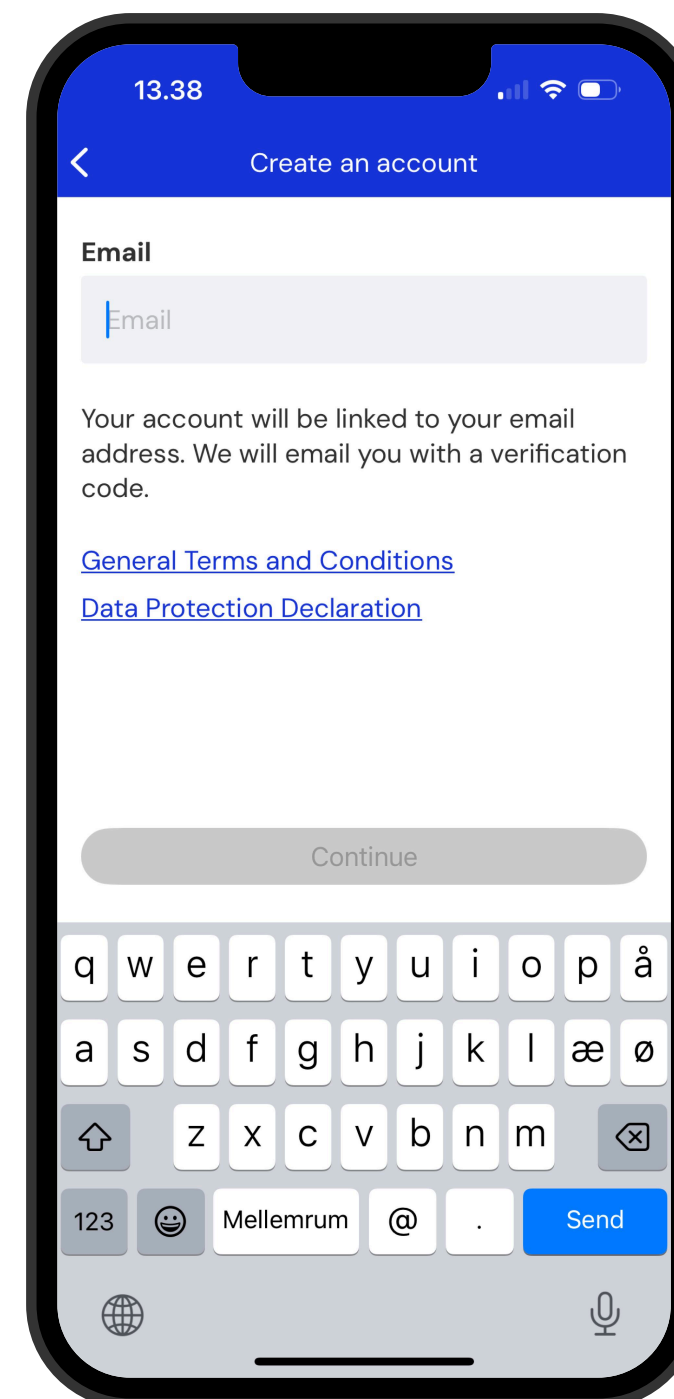 13.38
Create an account
Email
Email
Your account will be linked to your email
address. We will email you with a verification
code.
General Terms and Conditions
Data Protection Declaration
Continue
q w e r t y u i o p å
a s d f g h j k l æ ø
z x c v b n m
123 Mellemrum @ . Send